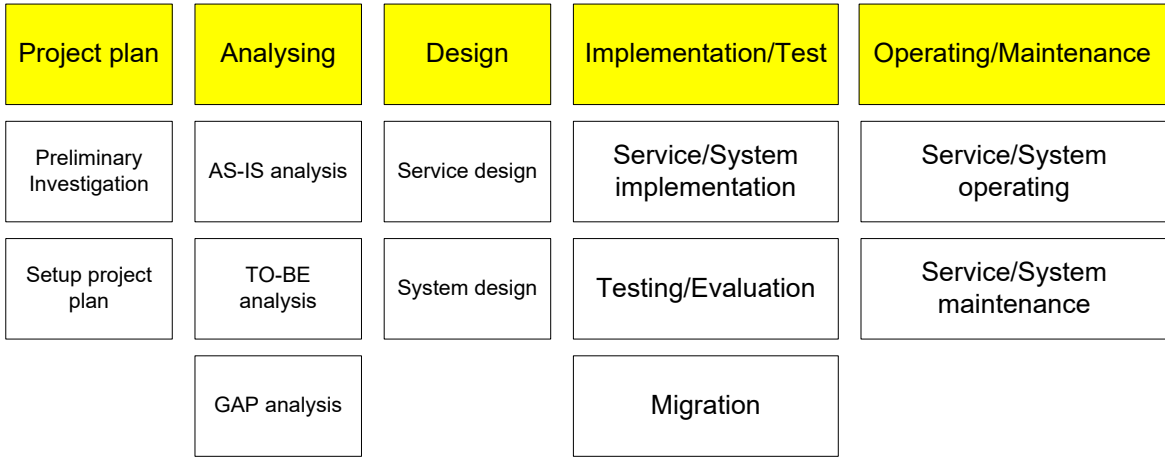 Project plan
Analysing
Design
Implementation/Test
Operating/Maintenance
Preliminary
Investigation
AS-IS analysis
Service design
Service/System
implementation
Service/System
operating
Setup project
plan
TO-BE
analysis
System design
Testing/Evaluation
Service/System
maintenance
GAP analysis
Migration